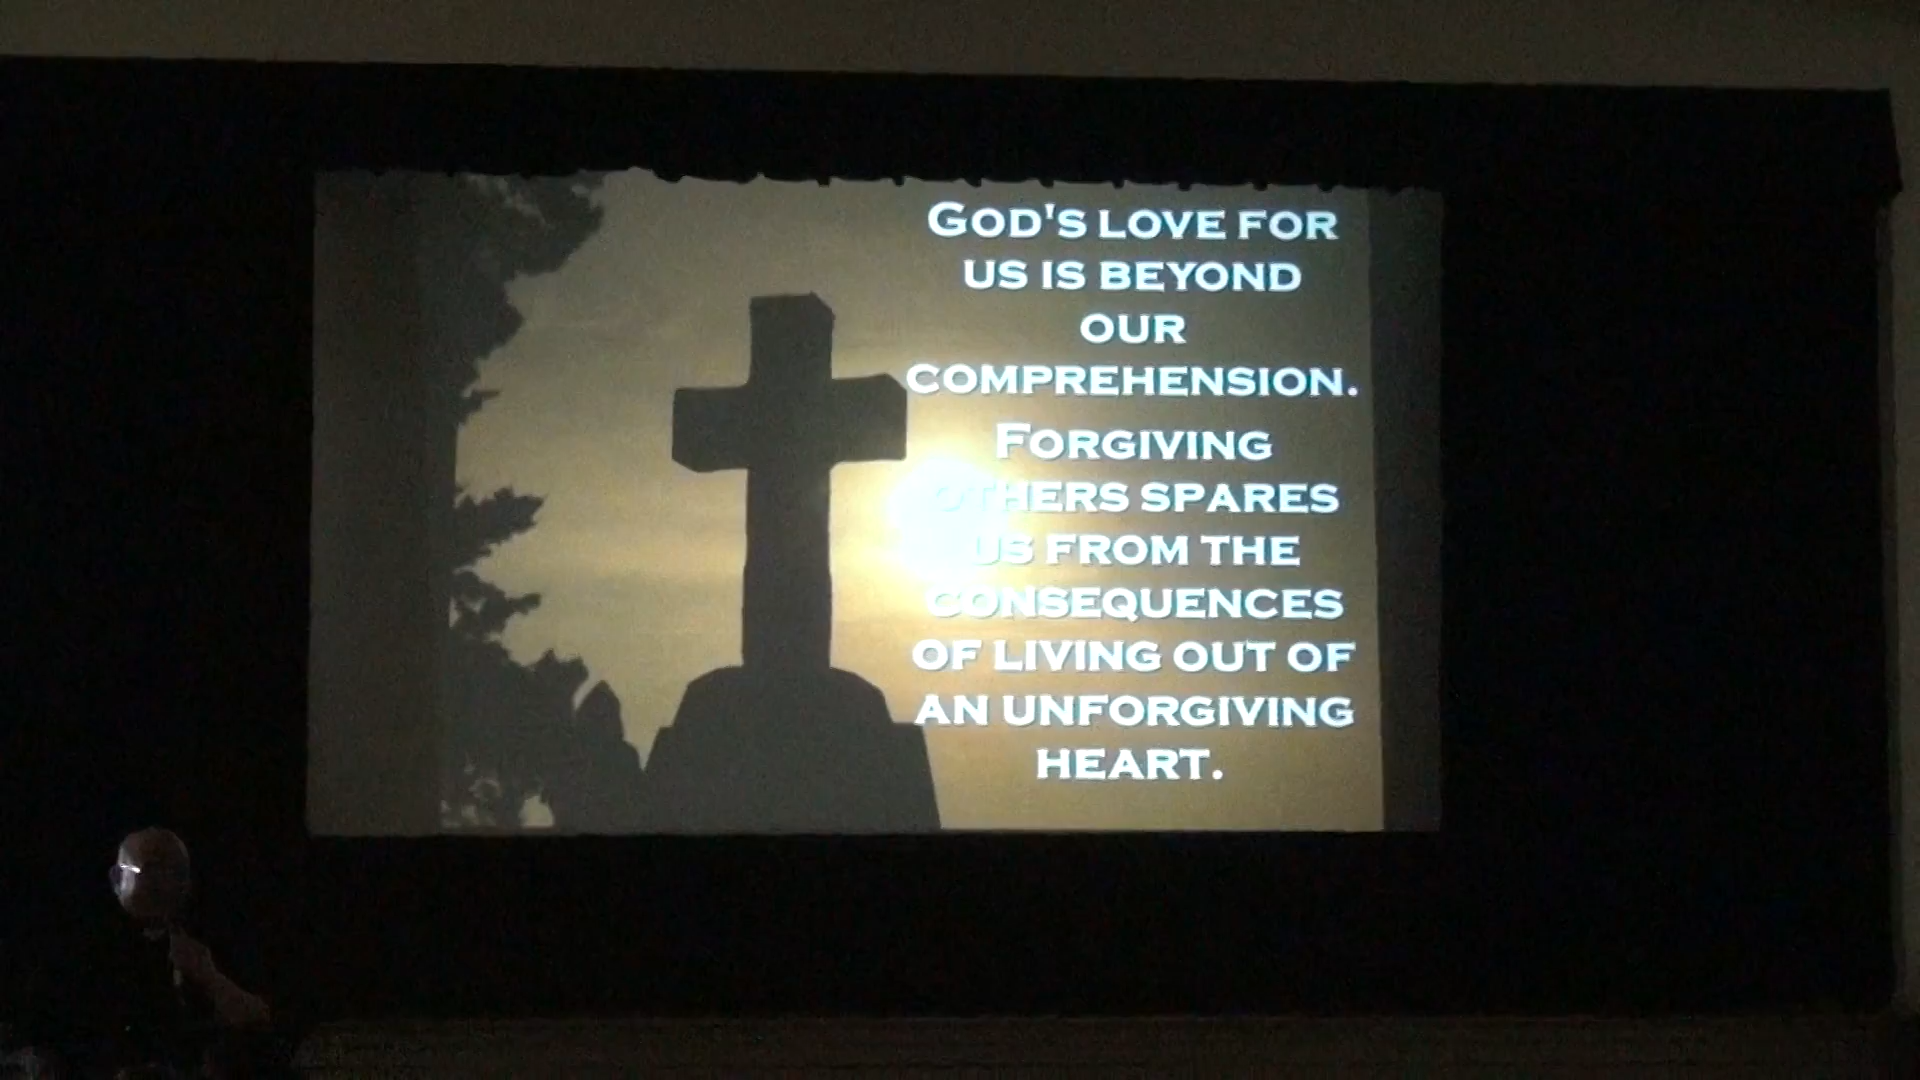 GOD'S LOVE FOR
US IS BEYOND
OUR
COMPREHENSION.
FORGIVING
OTHERS SPARES
US FROM THE
CONSEQUENCES
OF LIVING OUT OF
AN UNFORGIVING
HEART.